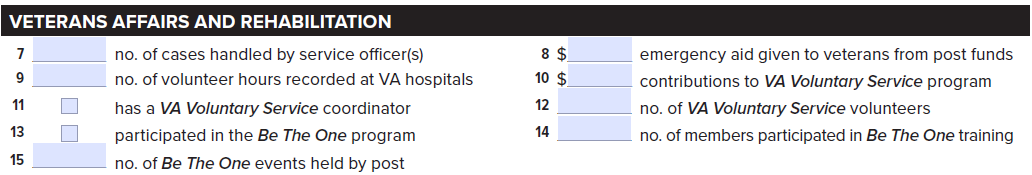 VETERANS AFFAIRS AND REHABILITATION
7 no. of cases handled by service officer(s)
8 $ emergency aid given to veterans from post funds
9 no. of volunteer hours recorded at VA hospitals
10 $ contributions to VA Voluntary Service program
11 has a VA Voluntary Service coordinator
12 no. of VA Voluntary Service volunteers
13 participated in the Be The One program
14 no. of members participated in Be The One training
15 no. of Be The One events held by post